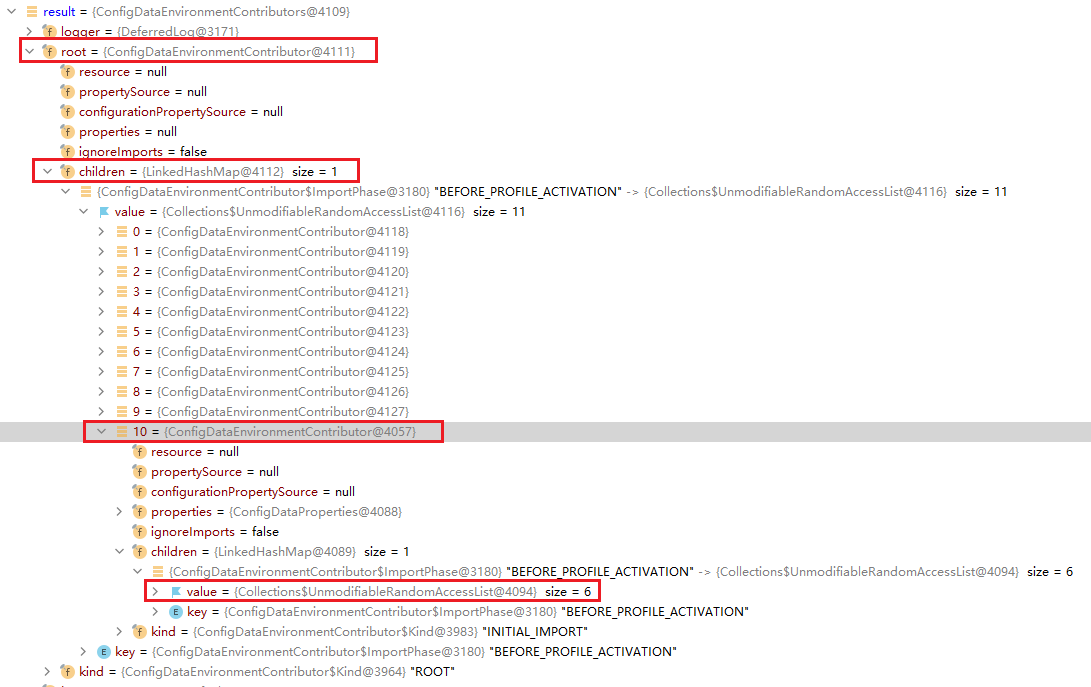 result = {ConfigDataEnvironmentContributors@4109}
logger = {DeferredLog@3171}
root = {ConfigDataEnvironmentContributor@4111}
resource = null
propertySource = null
configurationPropertySource = null
properties = null
ignoreImports = false
children = {LinkedHashMap@4112} size = 1
{ConfigDataEnvironmentContributor$ImportPhase@3180} "BEFORE_PROFILE_ACTIVATION" -> {Collections$UnmodifiableRandomAccessList@4116} size = 11
value = {Collections$UnmodifiableRandomAccessList@4116} size = 11
0 = {ConfigDataEnvironmentContributor@4118}
1 = {ConfigDataEnvironmentContributor@4119}
2 = {ConfigDataEnvironmentContributor@4120}
3 = {ConfigDataEnvironmentContributor@4121}
4 = {ConfigDataEnvironmentContributor@4122}
5 = {ConfigDataEnvironmentContributor@4123}
6 = {ConfigDataEnvironmentContributor@4124}
7 = {ConfigDataEnvironmentContributor@4125}
8 = {ConfigDataEnvironmentContributor@4126}
9 = {ConfigDataEnvironmentContributor@4127}
10 = {ConfigDataEnvironmentContributor@4057}
resource = null
propertySource = null
configurationPropertySource = null
properties = {ConfigDataProperties@4088}
ignoreImports = false
children = {LinkedHashMap@4089} size = 1
{ConfigDataEnvironmentContributor$ImportPhase@3180} "BEFORE_PROFILE_ACTIVATION" -> {Collections$UnmodifiableRandomAccessList@4094} size = 6
value = {Collections$UnmodifiableRandomAccessList@4094} size = 6
key = {ConfigDataEnvironmentContributor$ImportPhase@3180} "BEFORE_PROFILE_ACTIVATION"
kind = {ConfigDataEnvironmentContributor$Kind@3983} "INITIAL_IMPORT"
key = {ConfigDataEnvironmentContributor$ImportPhase@3180} "BEFORE_PROFILE_ACTIVATION"
kind = {ConfigDataEnvironmentContributor$Kind@3964} "ROOT"